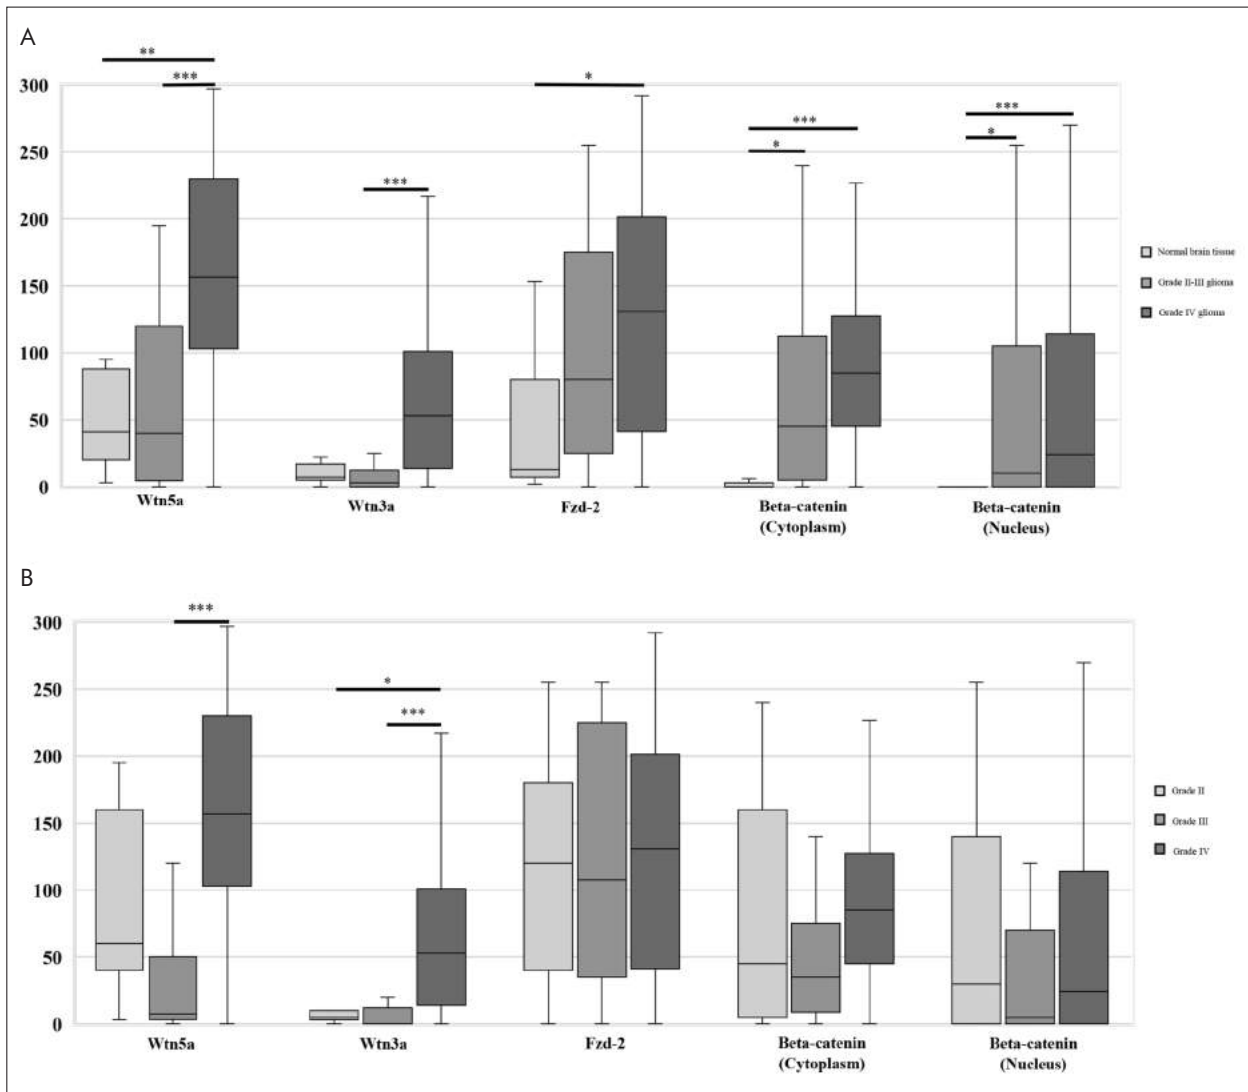 A
**
***
*
***
***
*
***
*
300
250
200
150
100
50
0
Wtn5a
Wtn3a
Fzd-2
Beta-catenin
(Cytoplasm)
Beta-catenin
(Nucleus)
Normal brain tissue
Grade II-III glioma
Grade IV glioma
B
***
*
***
300
250
200
150
100
50
0
Wtn5a
Wtn3a
Fzd-2
Beta-catenin
(Cytoplasm)
Beta-catenin
(Nucleus)
Grade II
Grade III
Grade IV